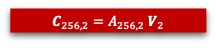 C₂₅₆,₂ = A₂₅₆,₂ V₂